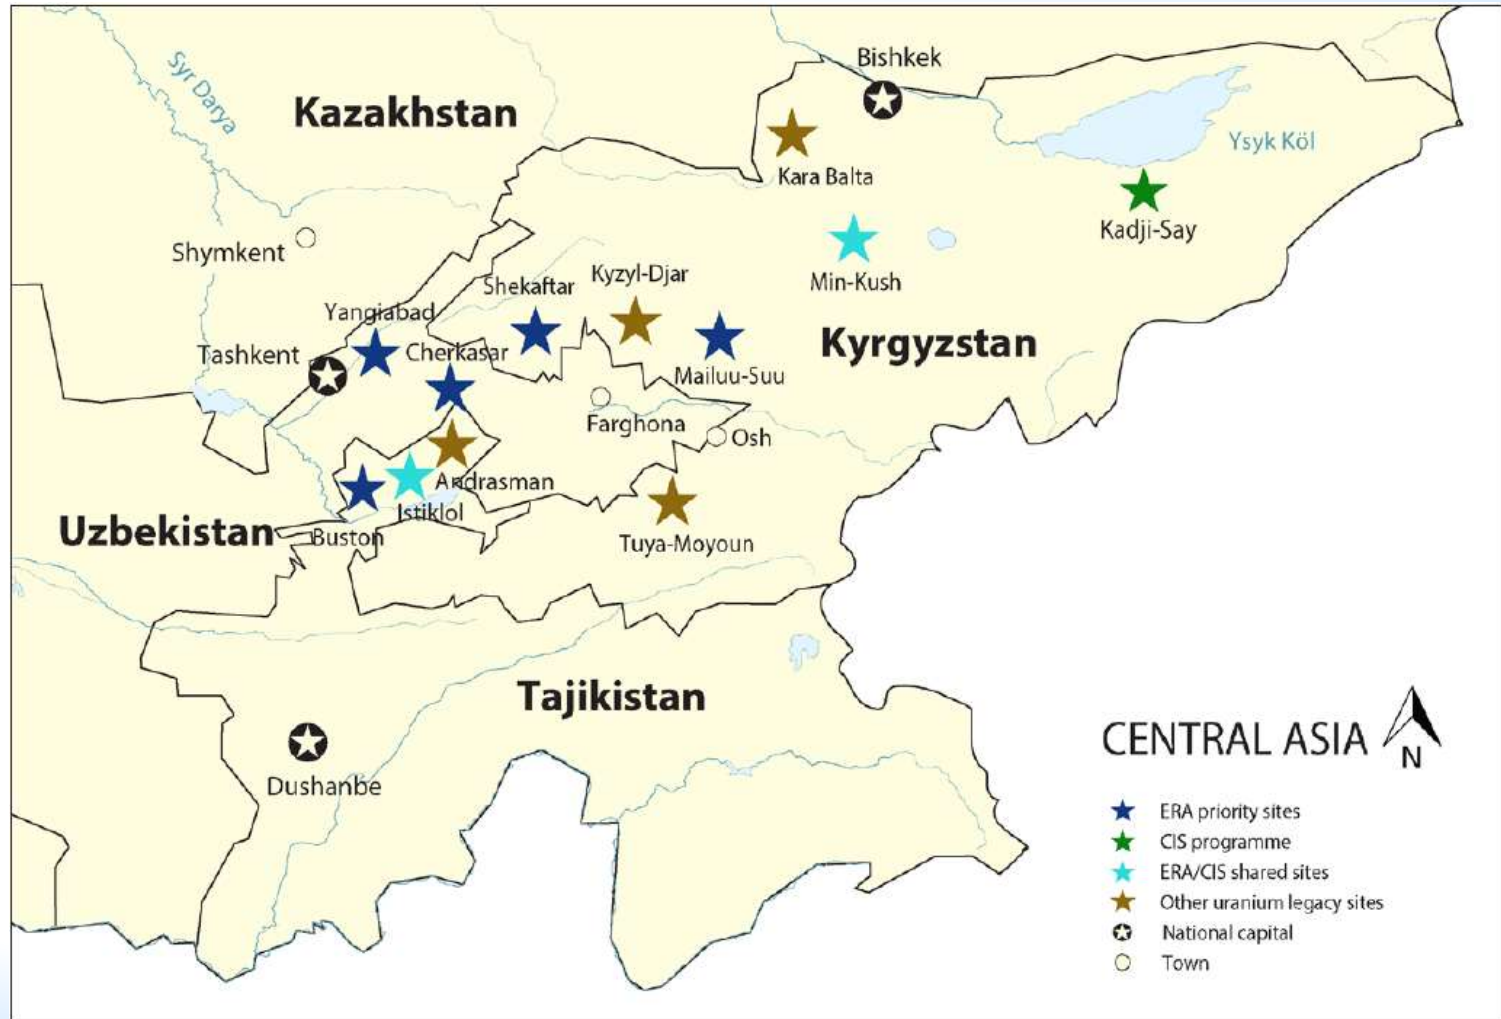 Bishkek
Syr Darya
Kazakhstan
Ysyk Köl
Kara Balta
Kadji-Say
Shymkent
Min-Kush
Kyzyl-Djar
Shekaftar
Yangiabad
Kyrgyzstan
Tashkent
Cherkasar
Mailuu-Suu
Farghona
Osh
Andrasman
Istiklol
Uzbekistan
Buston
Tuya-Moyoun
Tajikistan
Dushanbe
CENTRAL ASIA
N
ERA priority sites
CIS programme
ERA/CIS shared sites
Other uranium legacy sites
National capital
Town